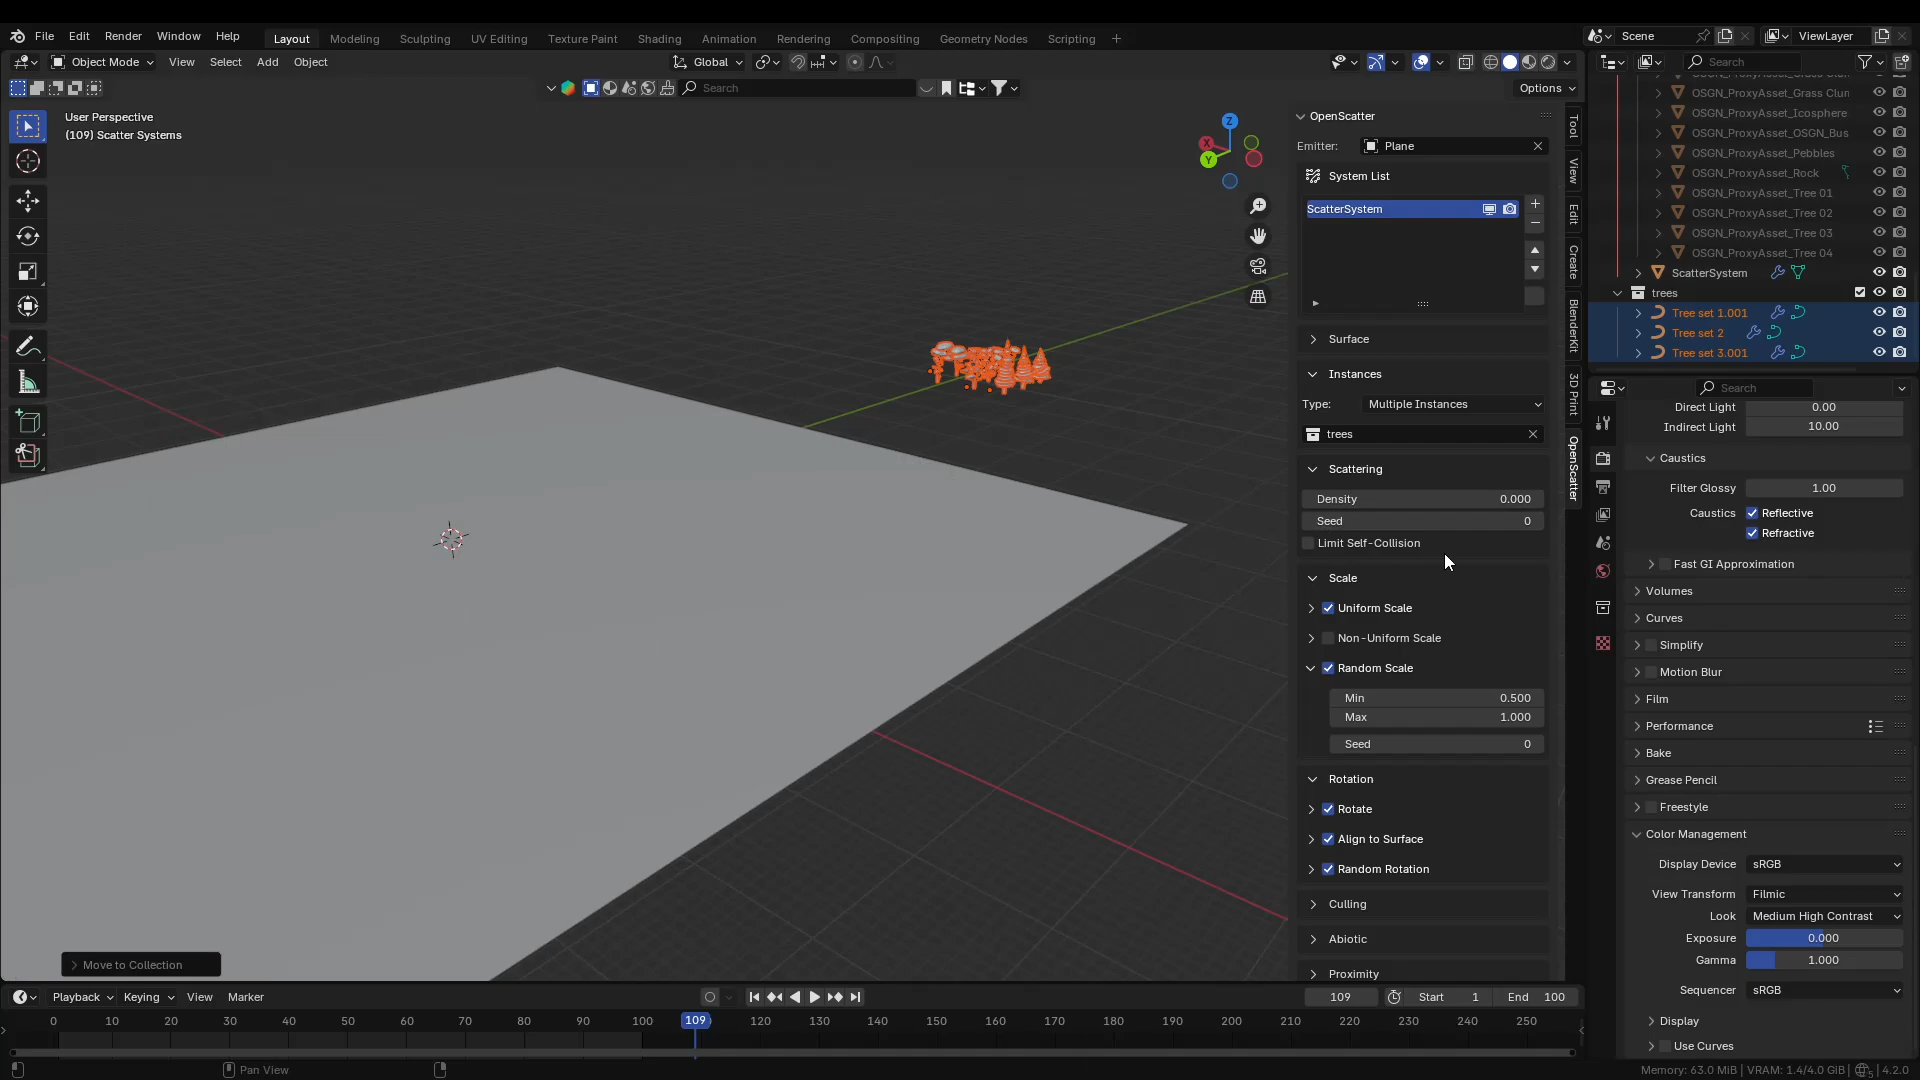 File Edit Render Window Help Layout Modeling Sculpting UV Editing Texture Paint Shading Animation Rendering Compositing Geometry Nodes Scripting + Scene ViewLayer
Object Mode View Select Add Object Global Search
Search Options
User Perspective
(109) Scatter Systems
X Y Z
OpenScatter
Emitter: Plane
System List
ScatterSystem
Surface
Instances
Type: Multiple Instances
trees
Scattering
Density 0.000
Seed 0
Limit Self-Collision
Scale
Uniform Scale
Non-Uniform Scale
Random Scale
Min 0.500
Max 1.000
Seed 0
Rotation
Rotate
Align to Surface
Random Rotation
Culling
Abiotic
Proximity
Tool
View
Edit
Create
BlenderKit
3D Print
OpenScatter
OSGN_ProxyAsset_Grass Clun
OSGN_ProxyAsset_Icosphere
OSGN_ProxyAsset_OSGN_Bus
OSGN_ProxyAsset_Pebbles
OSGN_ProxyAsset_Rock
OSGN_ProxyAsset_Tree 01
OSGN_ProxyAsset_Tree 02
OSGN_ProxyAsset_Tree 03
OSGN_ProxyAsset_Tree 04
ScatterSystem
trees
Tree set 1.001
Tree set 2
Tree set 3.001
Search
Direct Light 0.00
Indirect Light 10.00
Caustics
Filter Glossy 1.00
Caustics Reflective
Refractive
Fast GI Approximation
Volumes
Curves
Simplify
Motion Blur
Film
Performance
Bake
Grease Pencil
Freestyle
Color Management
Display Device sRGB
View Transform Filmic
Look Medium High Contrast
Exposure 0.000
Gamma 1.000
Sequencer sRGB
Display
Use Curves
Move to Collection
Playback Keying View Marker 109 Start 1 End 100
0 10 20 30 40 50 60 70 80 90 100 109 120 130 140 150 160 170 180 190 200 210 220 230 240 250
Pan View Memory: 63.0 MiB | VRAM: 1.4/4.0 GiB | 5 | 4.2.0